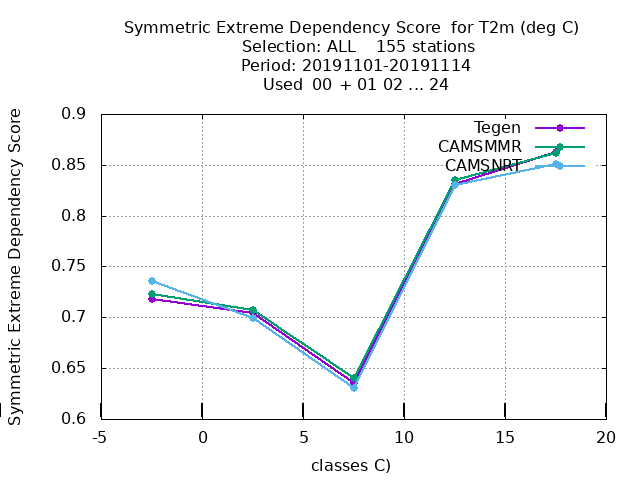 Symmetric Extreme Dependency Score  for T2m (deg C)
Selection: ALL    155 stations
Period: 20191101-20191114
Used  00 + 01 02 ... 24
Symmetric Extreme Dependency Score
0.9
0.85
0.8
0.75
0.7
0.65
0.6
Tegen
CAMSMMR
CAMSNRT
-5 0 5 10 15 20
classes C)